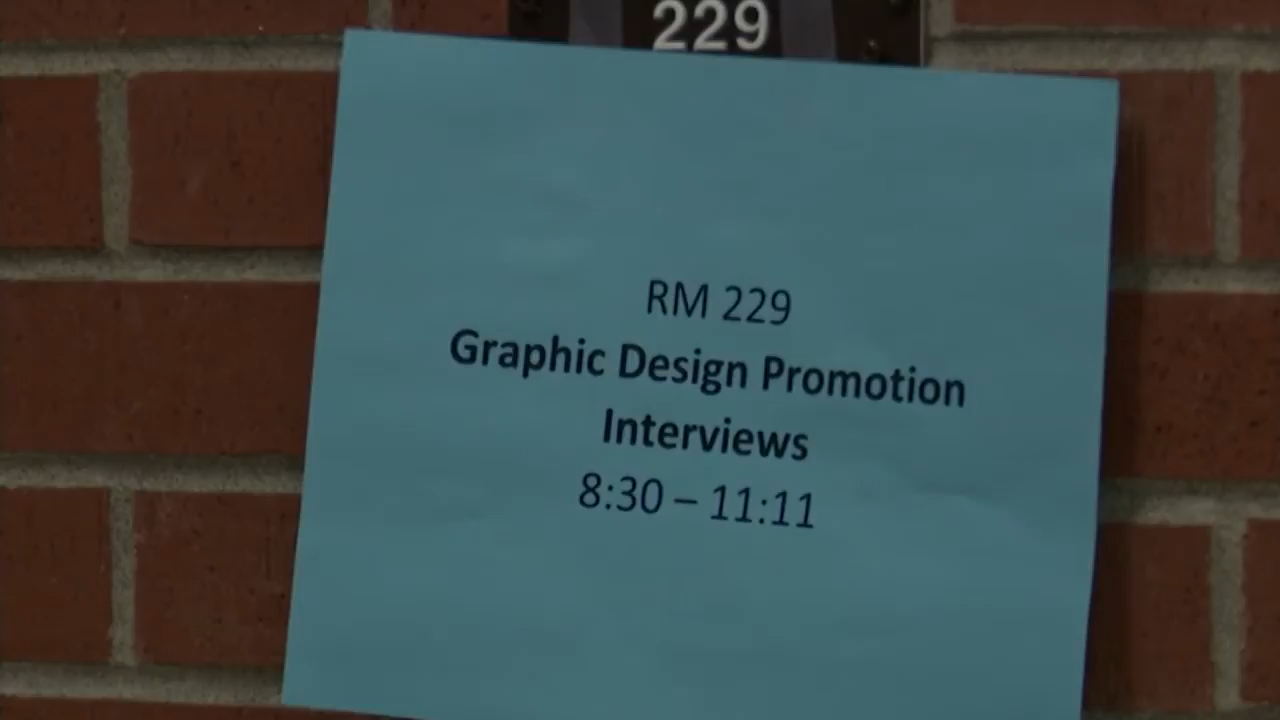 229
RM 229
Graphic Design Promotion
Interviews
8:30 – 11:11